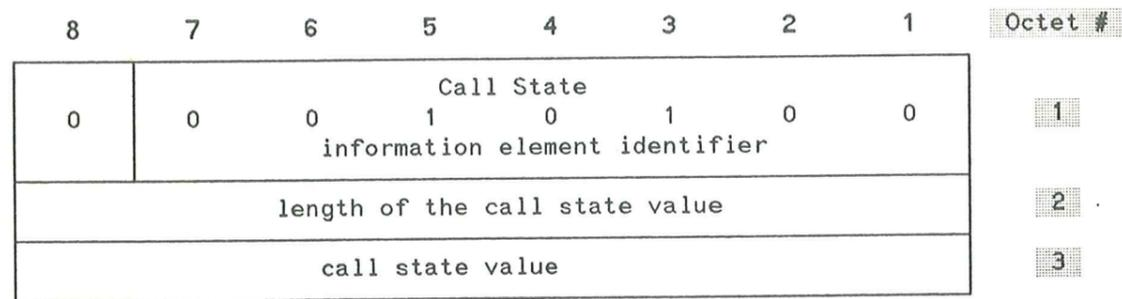 8 7 6 5 4 3 2 1 Octet #
Call State
0 0 0 1 0 1 0 0 1
information element identifier
length of the call state value 2
call state value 3